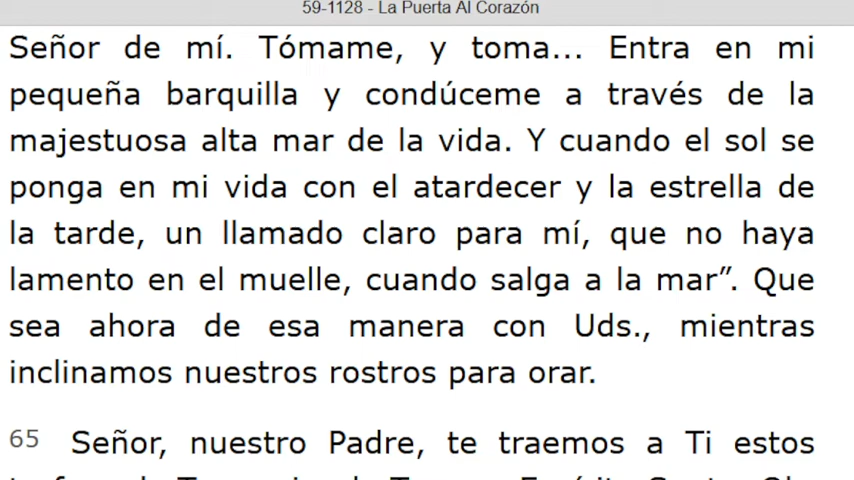 59-1128 - La Puerta Al Corazón
Señor de mí. Tómame, y toma... Entra en mi
pequeña barquilla y condúceme a través de la
majestuosa alta mar de la vida. Y cuando el sol se
ponga en mi vida con el atardecer y la estrella de
la tarde, un llamado claro para mí, que no haya
lamento en el muelle, cuando salga a la mar”. Que
sea ahora de esa manera con Uds., mientras
inclinamos nuestros rostros para orar.
65 Señor, nuestro Padre, te traemos a Ti estos